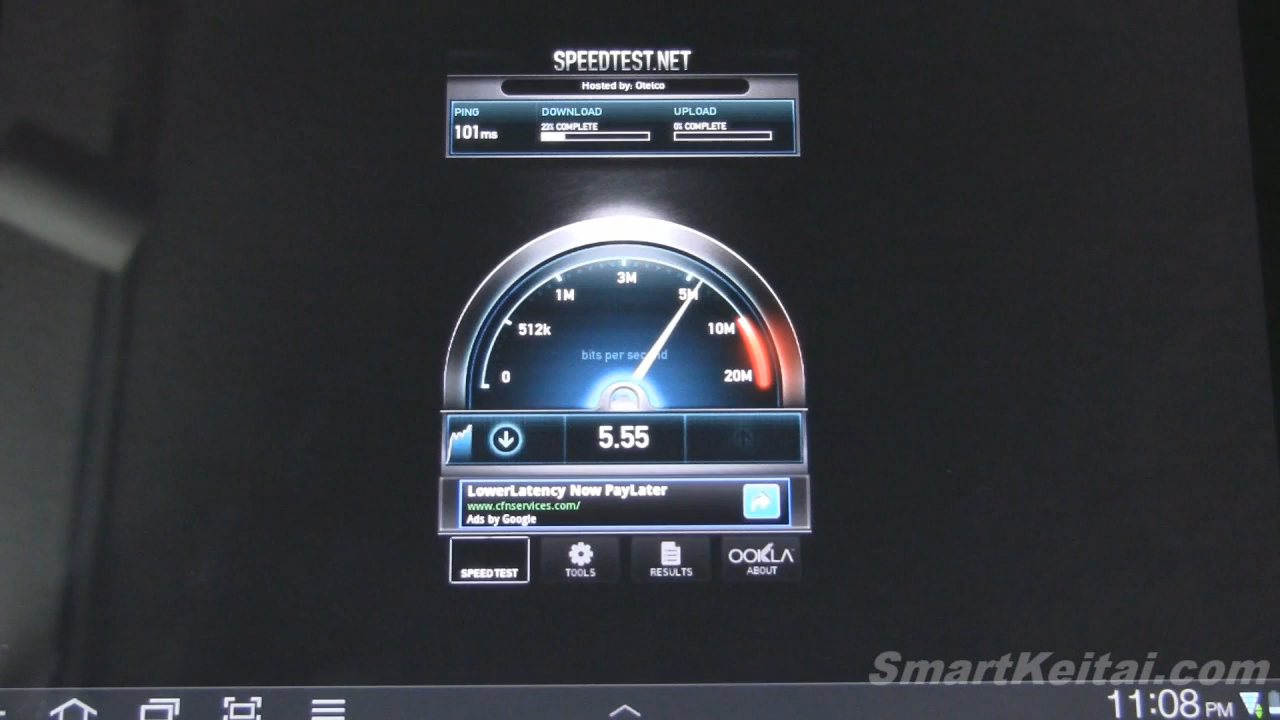 SPEEDTEST.NET
Hosted by: Otelco
PING DOWNLOAD UPLOAD
101ms 23% COMPLETE 0% COMPLETE
3M
1M 5M
512k 10M
bits per second
0 20M
5.55
LowerLatency Now PayLater
www.cfnservices.com/
Ads by Google
SPEEDTEST TOOLS RESULTS OOKLA ABOUT
SmartKeitai.com
11:08 PM